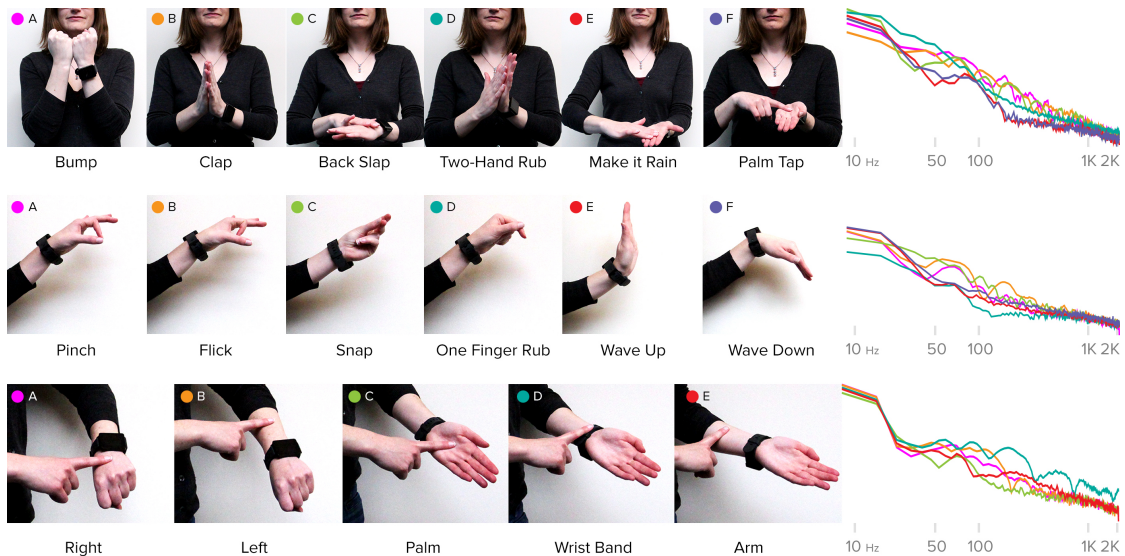 A B C D E F
Bump Clap Back Slap Two-Hand Rub Make it Rain Palm Tap
10 Hz 50 100 1K 2K
A B C D E F
Pinch Flick Snap One Finger Rub Wave Up Wave Down
10 Hz 50 100 1K 2K
A B C D E
10 Hz 50 100 1K 2K
Right Left Palm Wrist Band Arm